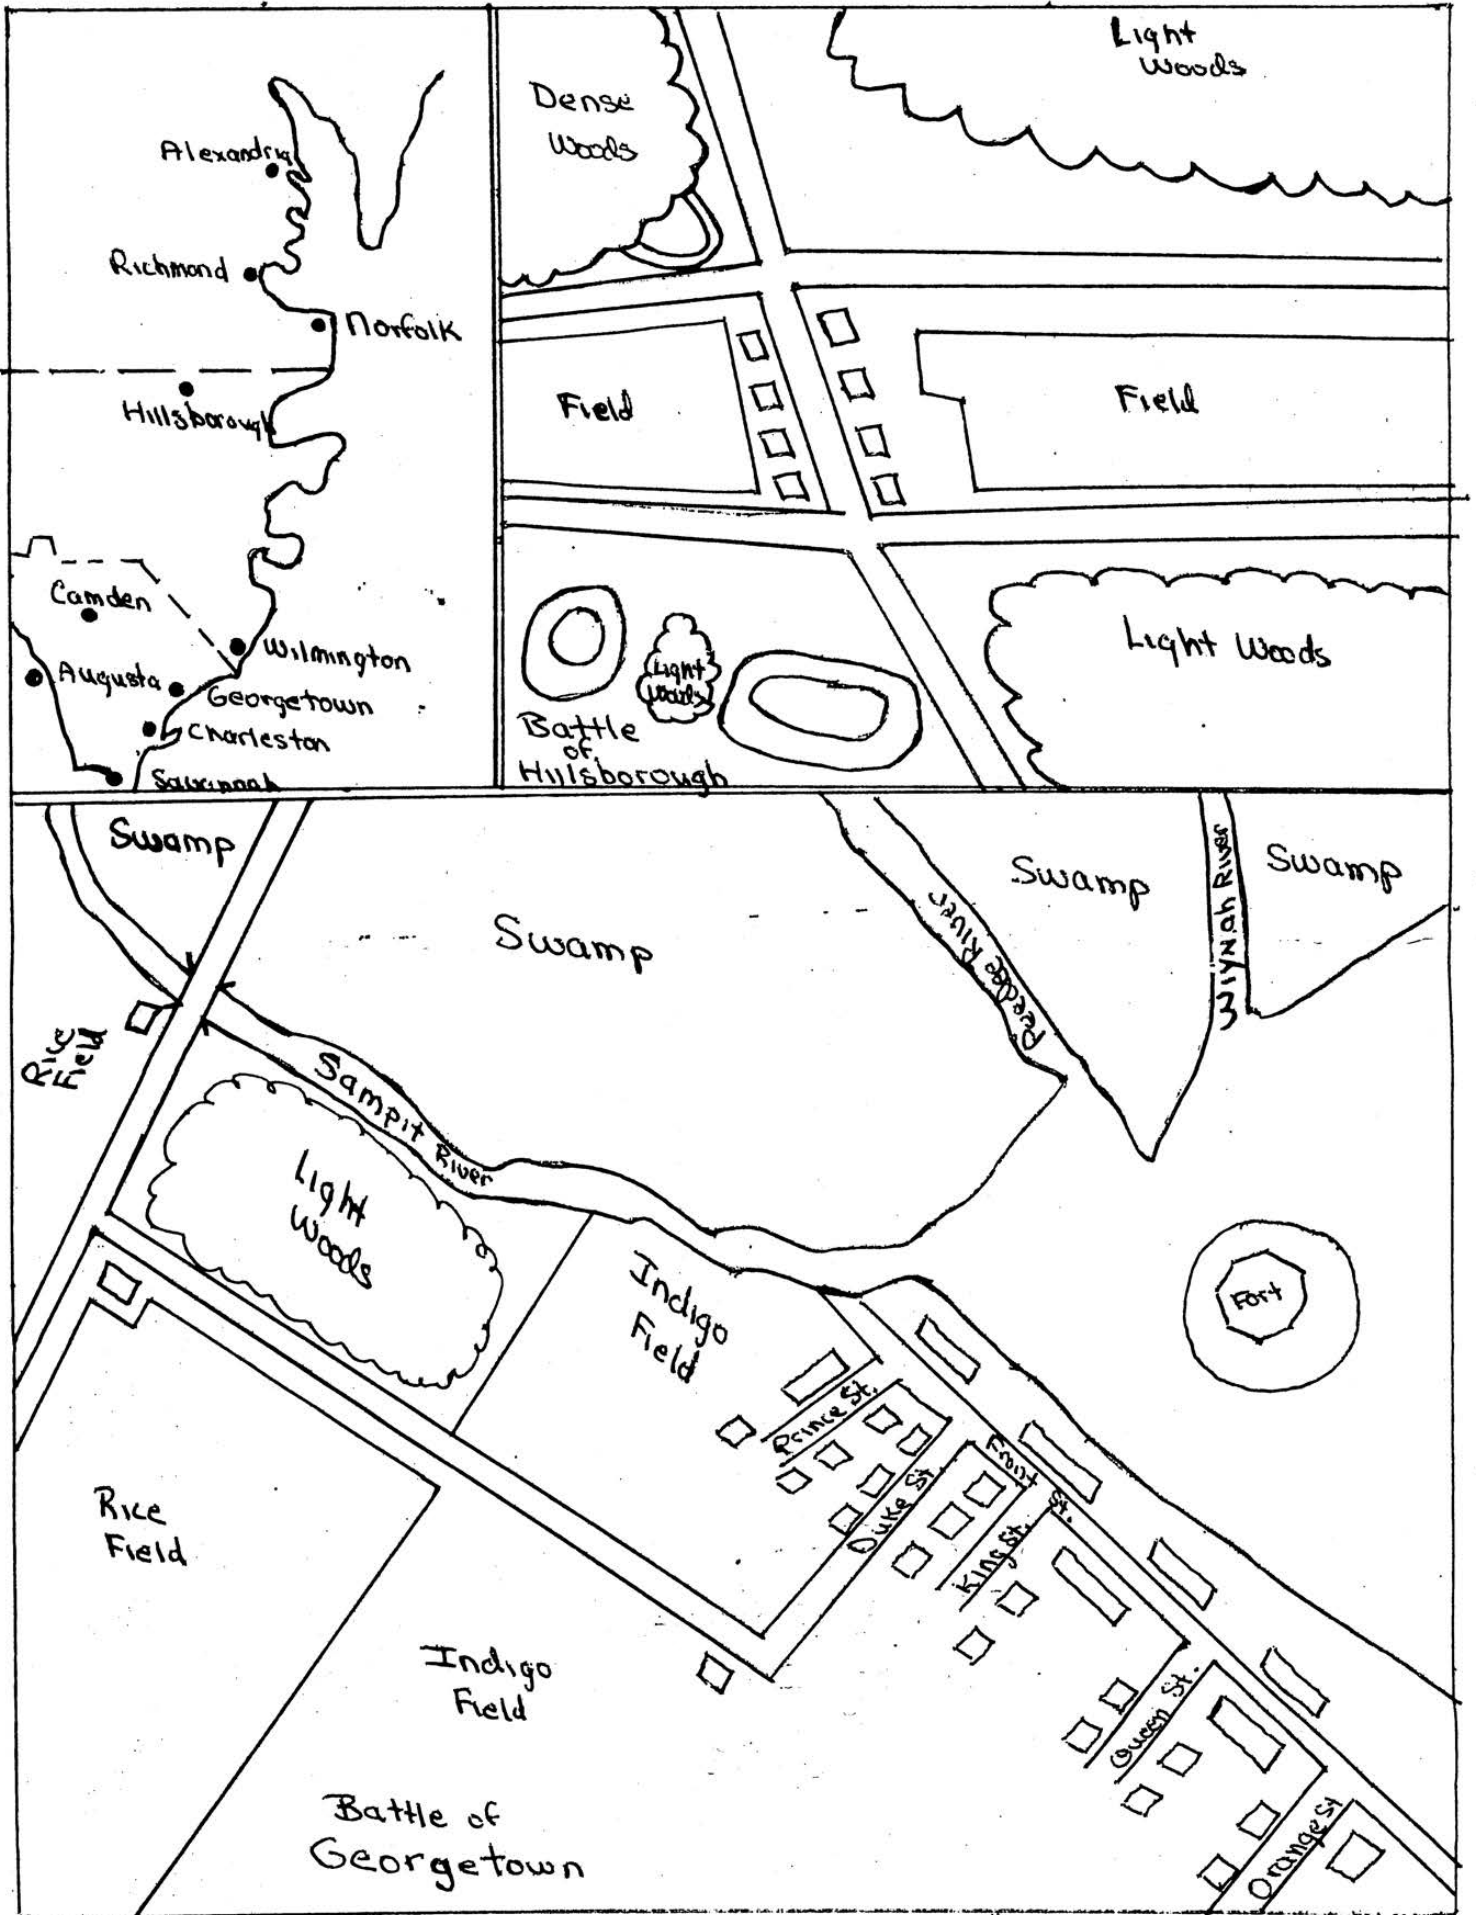 Alexandria
Richmond
Norfolk
Hillsborough
Camden
Wilmington
Augusta
Georgetown
Charleston
Savannah
Dense
Woods
Light
Woods
Field
Field
Light
Woods
Light Woods
Battle
of
Hillsborough
Swamp
Swamp
Swamp
Swamp
Peedee River
Wiynah River
Rice
Field
Sampit River
Light
Woods
Indigo
Field
Fort
Prince St.
Duke St
Front St.
King St.
Queen St.
Orange St
Rice
Field
Indigo
Field
Battle of
Georgetown